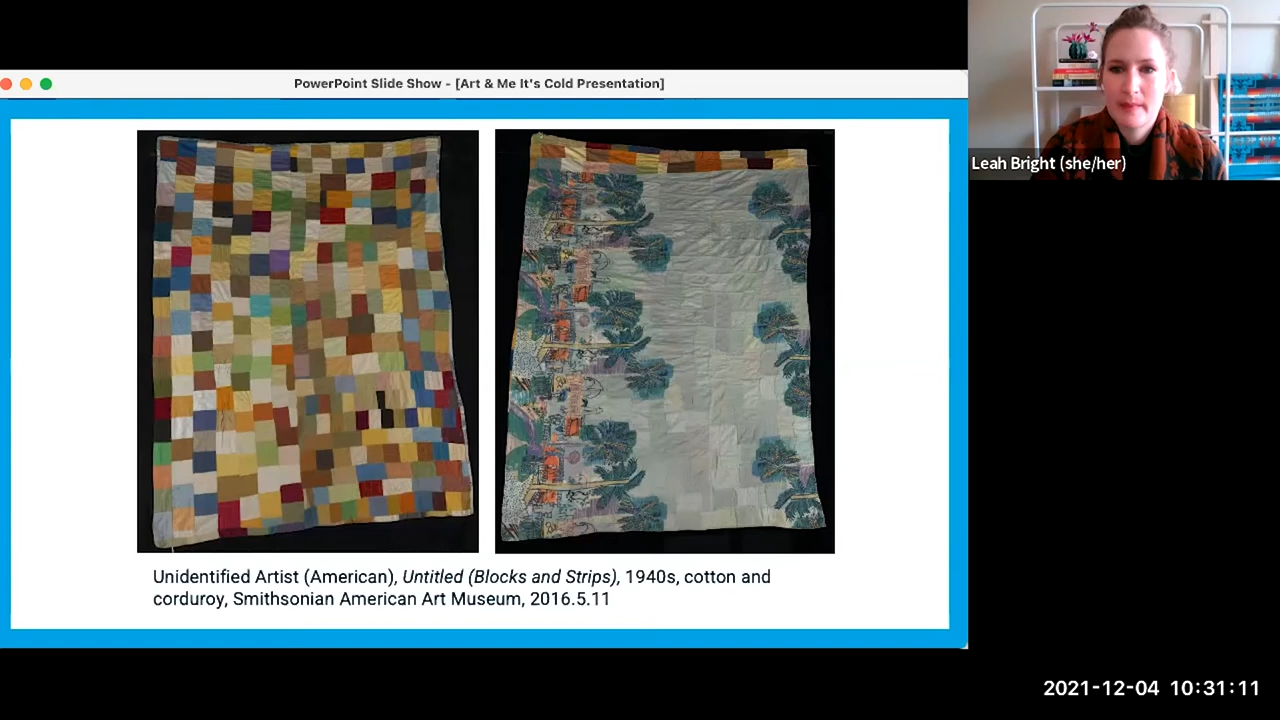 PowerPoint Slide Show - [Art & Me It's Cold Presentation]
Leah Bright (she/her)
Unidentified Artist (American), Untitled (Blocks and Strips), 1940s, cotton and
corduroy, Smithsonian American Art Museum, 2016.5.11
2021-12-04 10:31:11